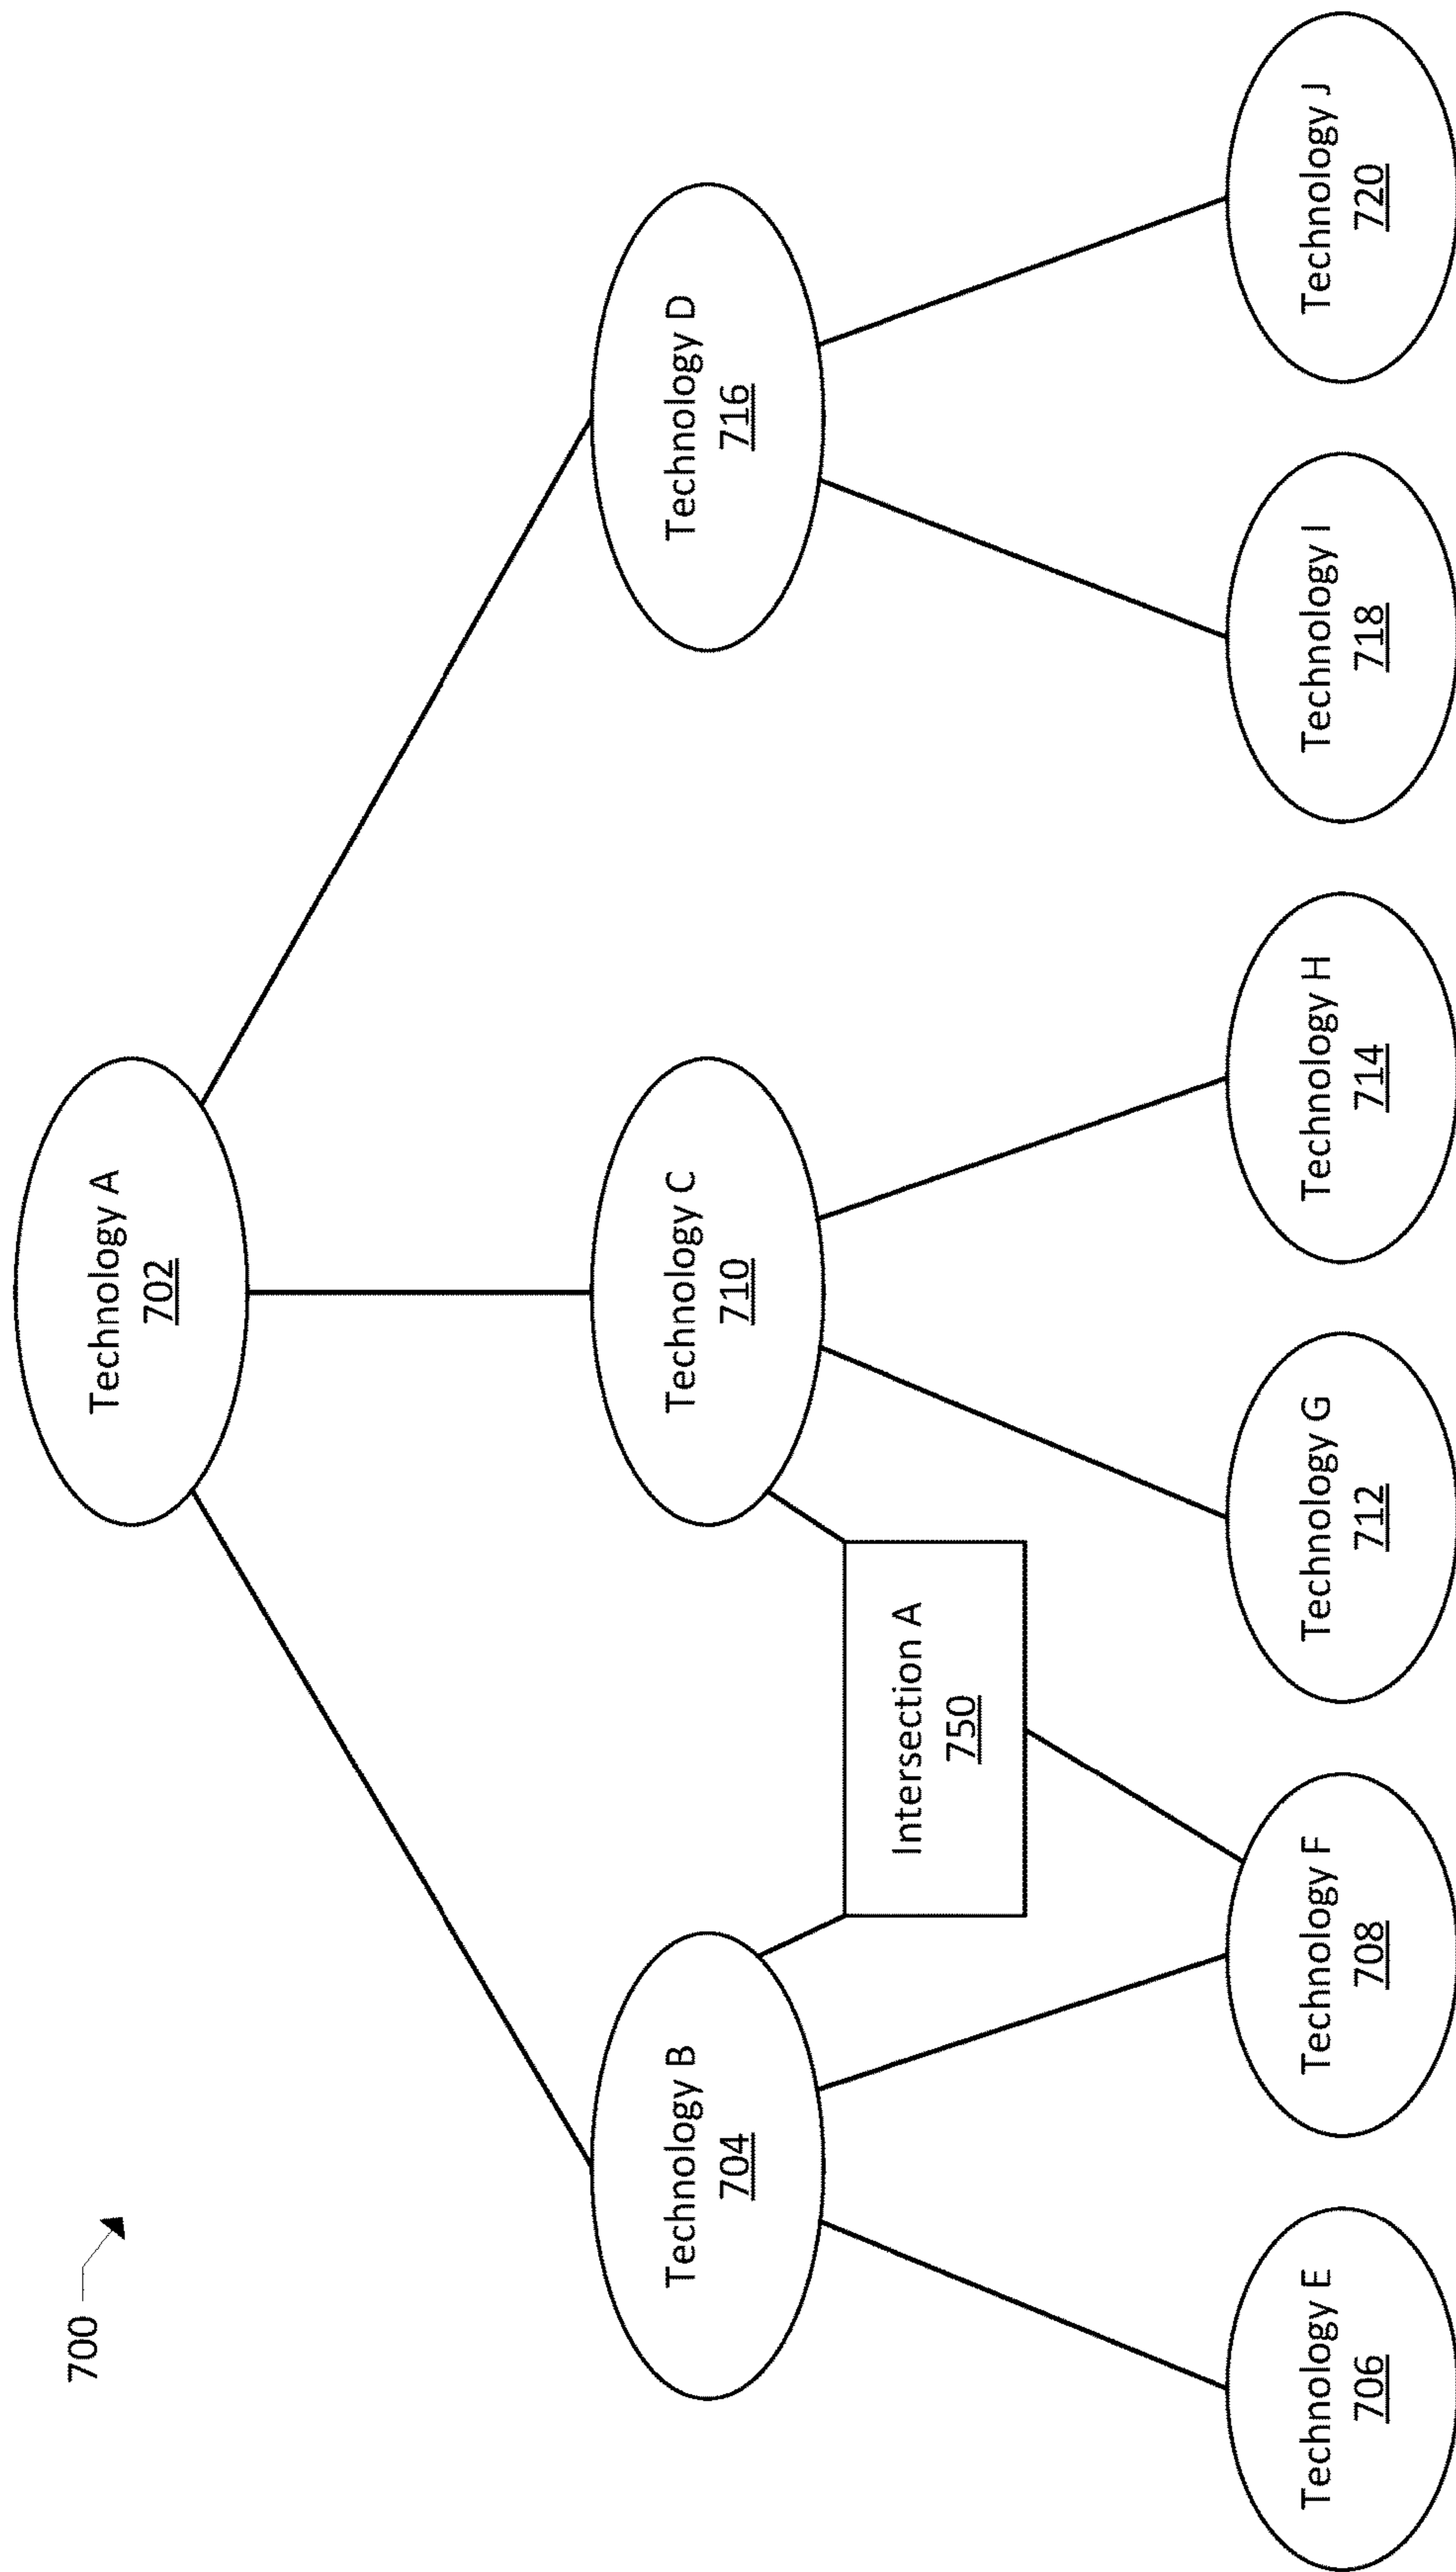 700
Technology A
702
Technology B
704
Technology C
710
Technology D
716
Intersection A
750
Technology E
706
Technology F
708
Technology G
712
Technology H
714
Technology I
718
Technology J
720